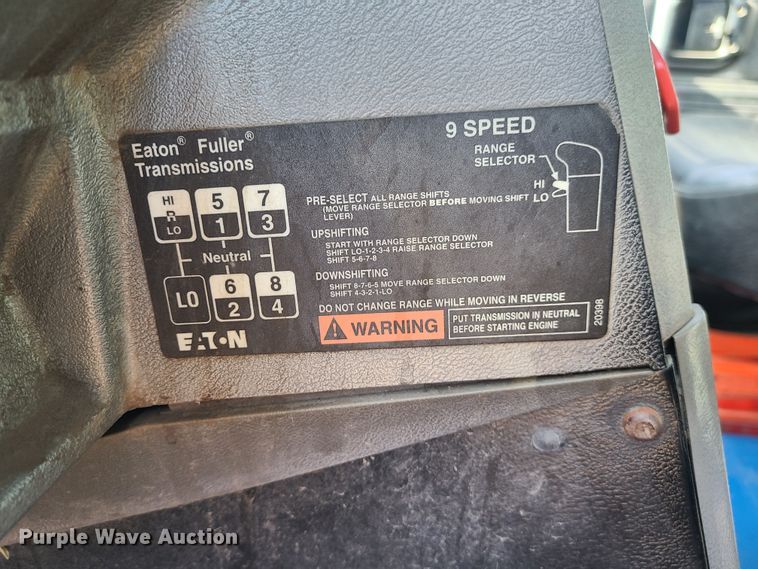 Eaton® Fuller®
Transmissions
9 SPEED
RANGE
SELECTOR
HI
LO
HI
R
LO
5
1
7
3
Neutral
LO
6
2
8
4
PRE-SELECT ALL RANGE SHIFTS
(MOVE RANGE SELECTOR BEFORE MOVING SHIFT
LEVER)
UPSHIFTING
START WITH RANGE SELECTOR DOWN
SHIFT LO-1-2-3-4 RAISE RANGE SELECTOR
SHIFT 5-6-7-8
DOWNSHIFTING
SHIFT 8-7-6-5 MOVE RANGE SELECTOR DOWN
SHIFT 4-3-2-1-LO
DO NOT CHANGE RANGE WHILE MOVING IN REVERSE
WARNING
PUT TRANSMISSION IN NEUTRAL
BEFORE STARTING ENGINE
20398
EATON
Purple Wave Auction